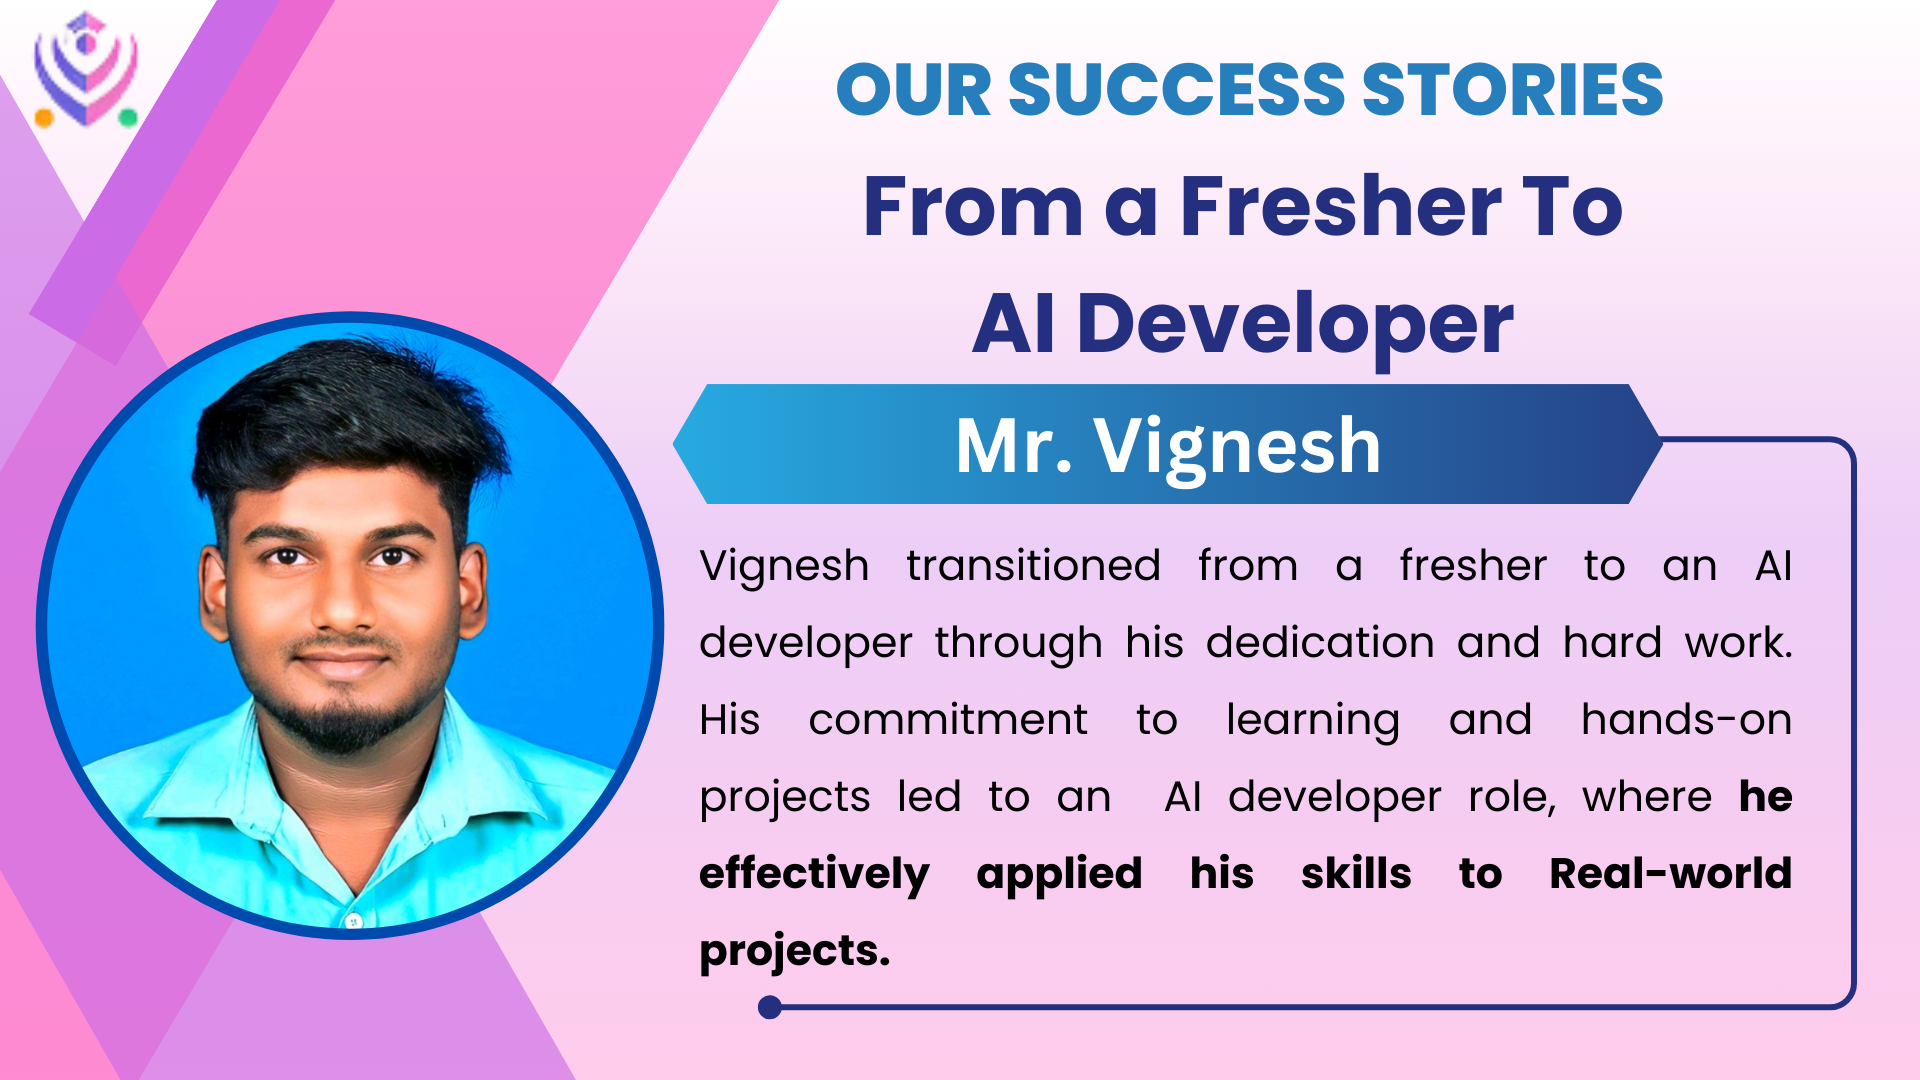 OUR SUCCESS STORIES
From a Fresher To
AI Developer
Mr. Vignesh
Vignesh transitioned from a fresher to an AI
developer through his dedication and hard work.
His commitment to learning and hands-on
projects led to an AI developer role, where he
effectively applied his skills to Real-world
projects.